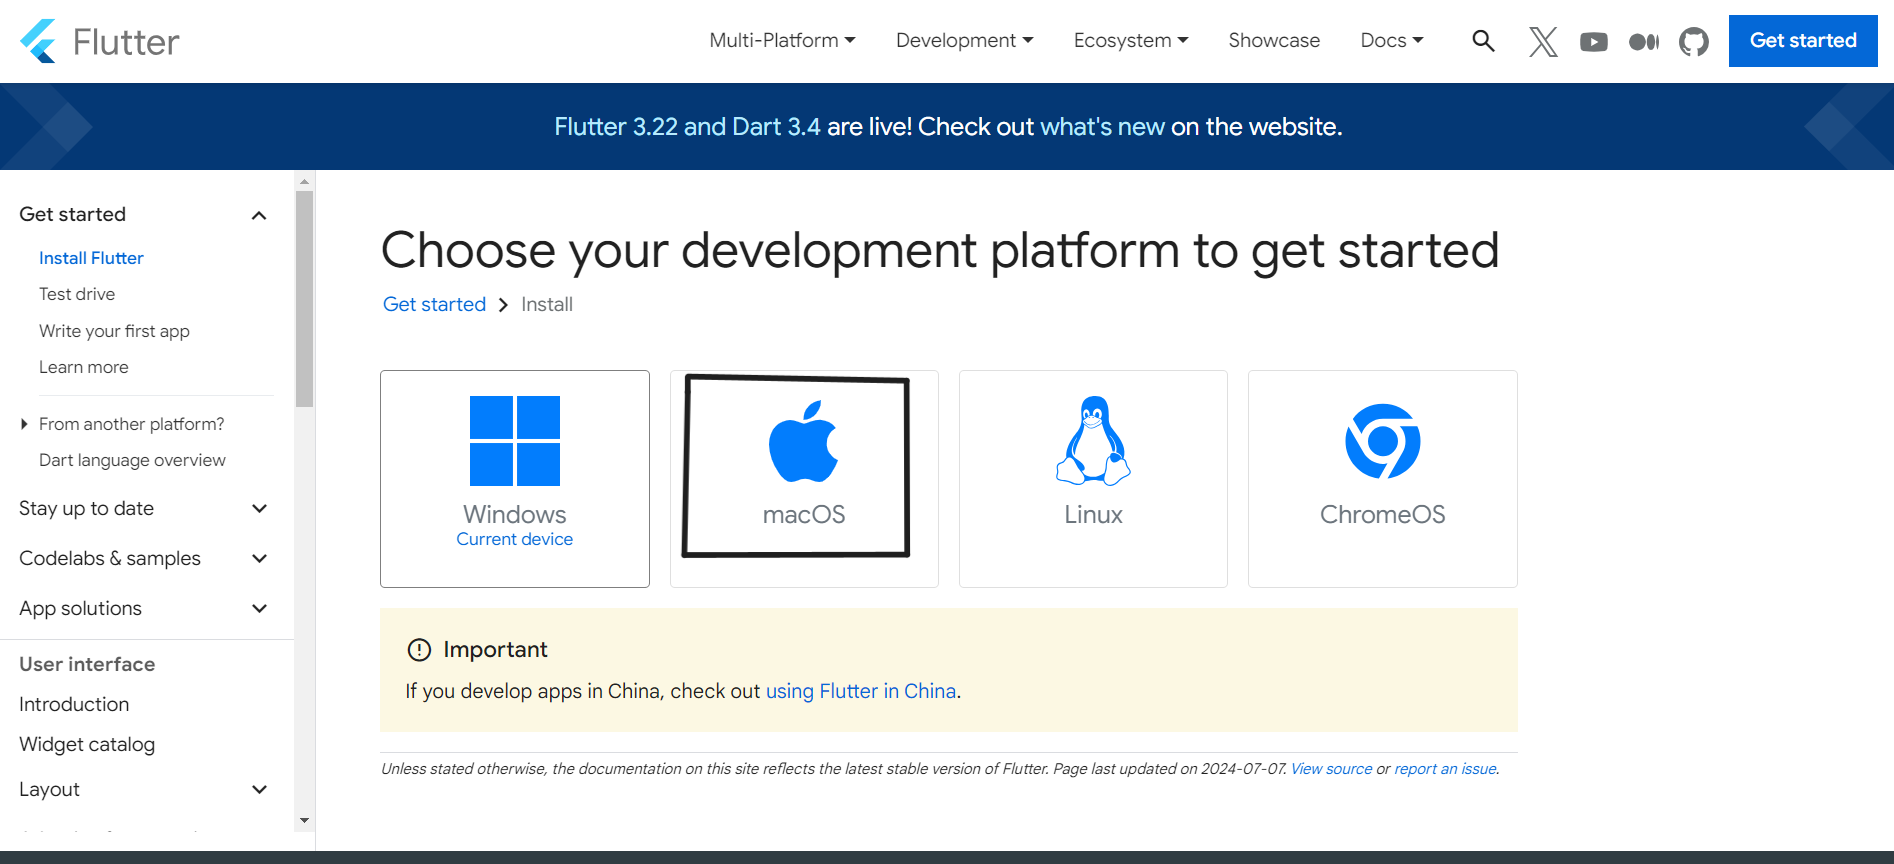 Flutter
Multi-Platform
Development
Ecosystem
Showcase
Docs
Get started
Flutter 3.22 and Dart 3.4 are live! Check out what's new on the website.
Get started
Install Flutter
Test drive
Write your first app
Learn more
From another platform?
Dart language overview
Stay up to date
Codelabs & samples
App solutions
User interface
Introduction
Widget catalog
Layout
Choose your development platform to get started
Get started
Install
Windows
Current device
macOS
Linux
ChromeOS
Important
If you develop apps in China, check out using Flutter in China.
Unless stated otherwise, the documentation on this site reflects the latest stable version of Flutter. Page last updated on 2024-07-07. View source or report an issue.